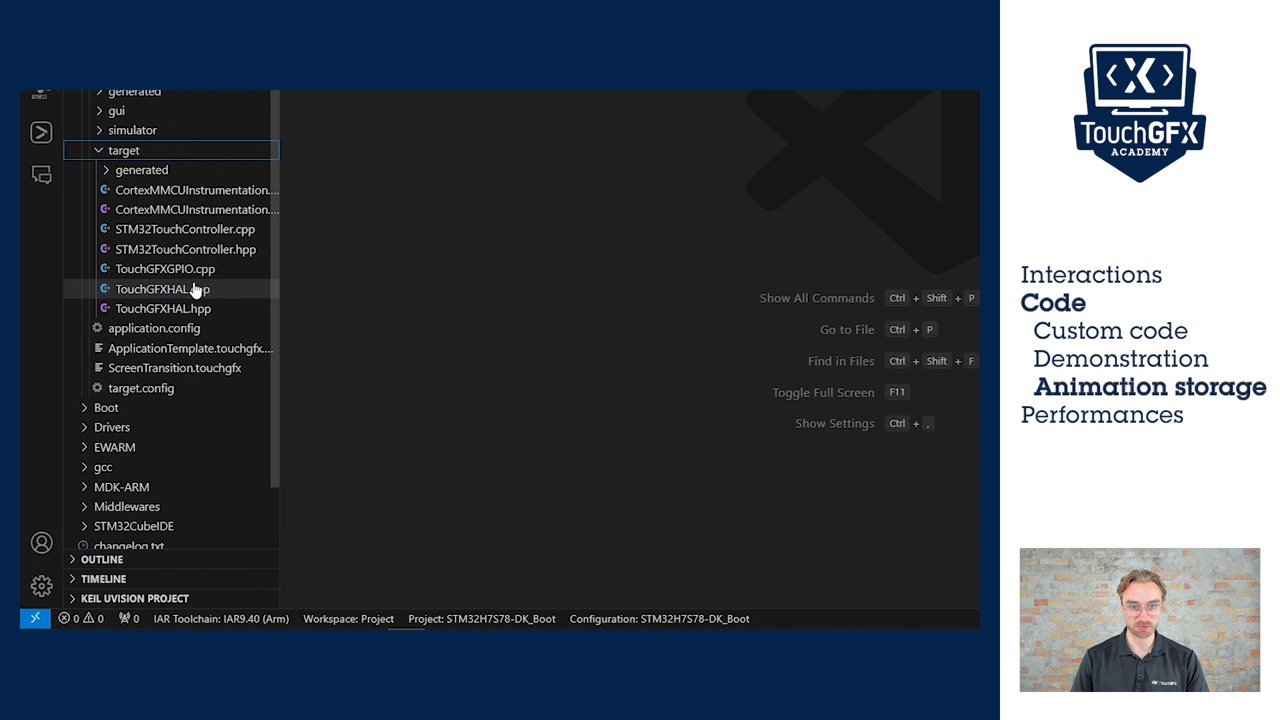 generated
gui
simulator
target
generated
CortexMMCUInstrumentation....
CortexMMCUInstrumentation....
STM32TouchController.cpp
STM32TouchController.hpp
TouchGFXGPIO.cpp
TouchGFXHAL.cpp
TouchGFXHAL.hpp
application.config
ApplicationTemplate.touchgfx....
ScreenTransition.touchgfx
target.config
Boot
Drivers
EWARM
gcc
MDK-ARM
Middlewares
STM32CubeIDE
changelog.txt
OUTLINE
TIMELINE
KEIL UVISION PROJECT
Show All Commands Ctrl + Shift + P
Go to File Ctrl + P
Find in Files Ctrl + Shift + F
Toggle Full Screen F11
Show Settings Ctrl + ,
0 0 0 IAR Toolchain: IAR9.40 (Arm) Workspace: Project Project: STM32H7S78-DK_Boot Configuration: STM32H7S78-DK_Boot
TouchGFX
ACADEMY
Interactions
Code
Custom code
Demonstration
Animation storage
Performances
TouchGFX